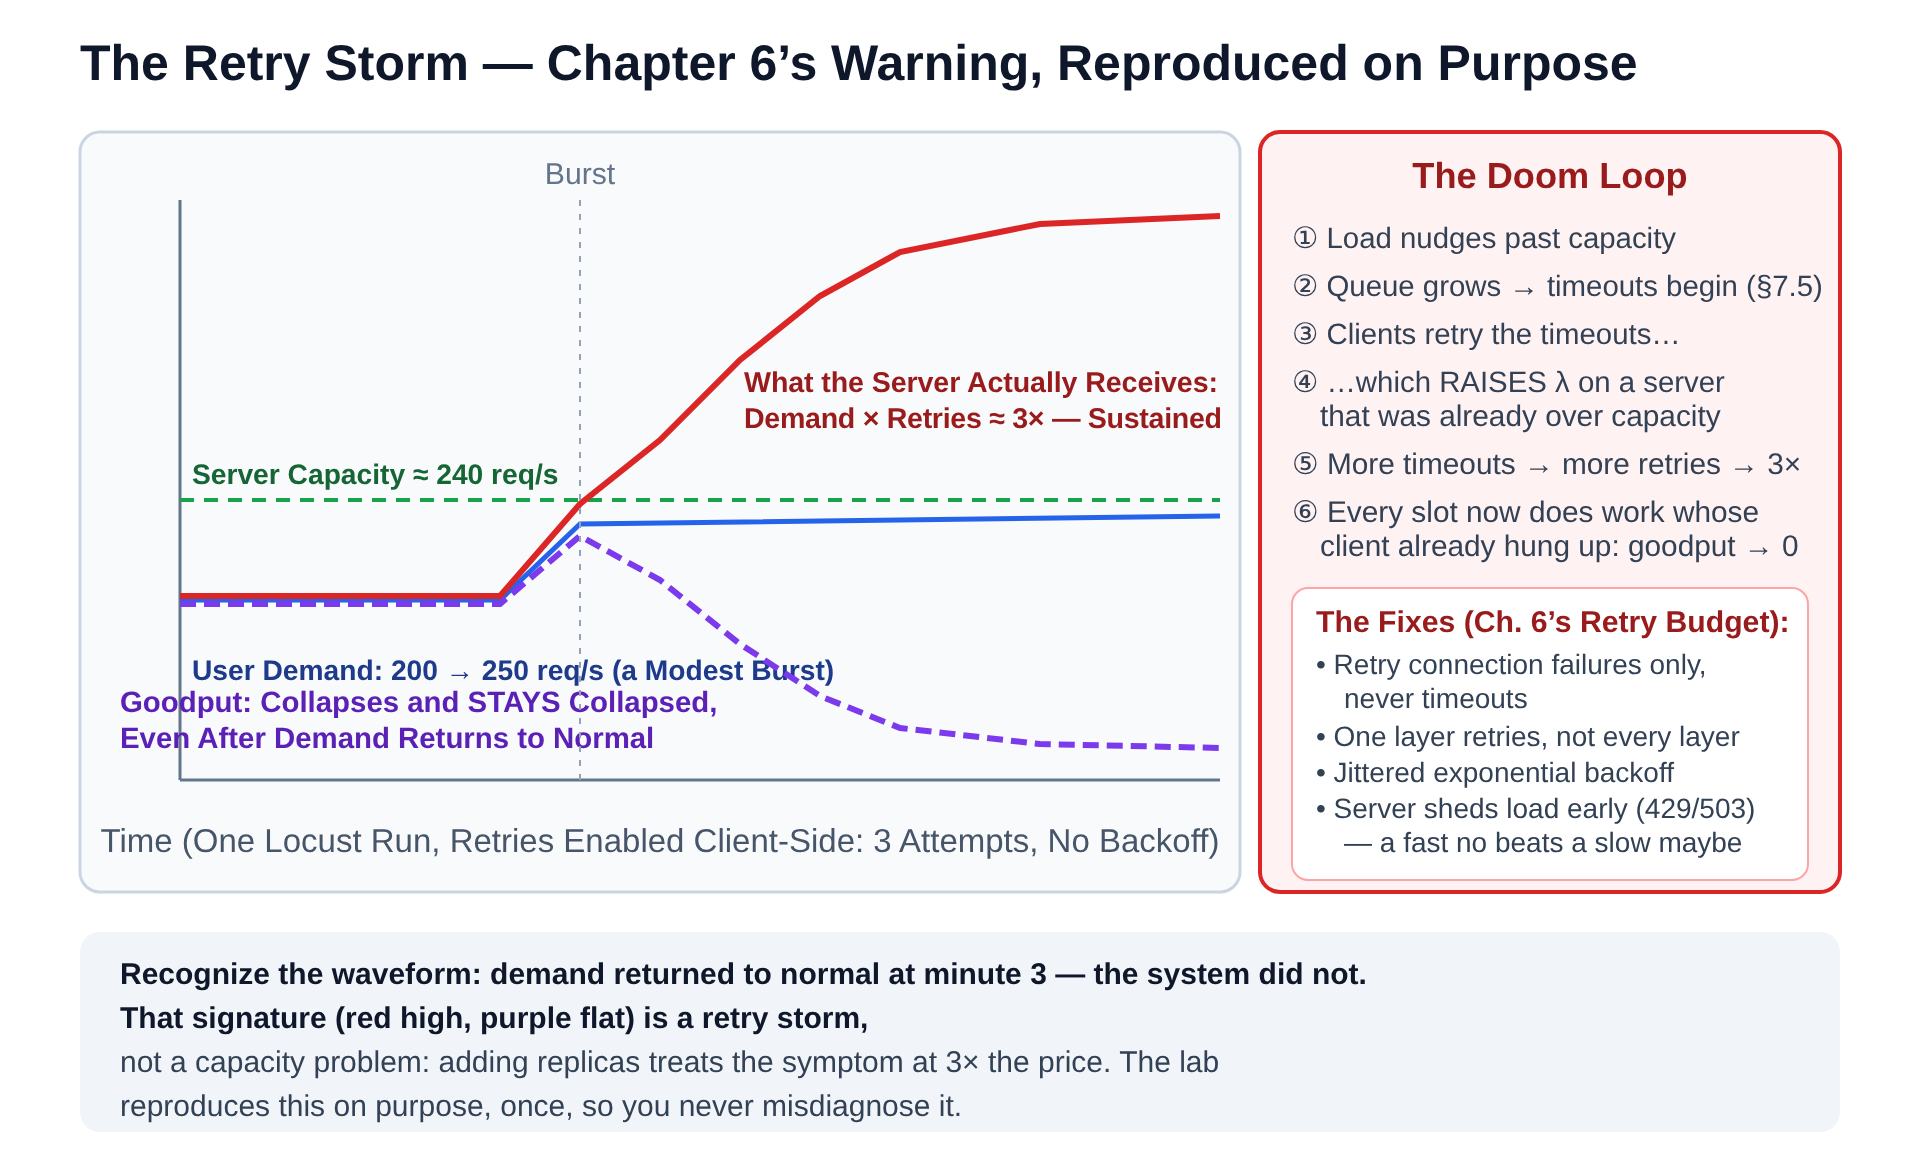 The Retry Storm — Chapter 6’s Warning, Reproduced on Purpose
Burst
What the Server Actually Receives:
Demand × Retries ≈ 3× — Sustained
Server Capacity ≈ 240 req/s
User Demand: 200 → 250 req/s (a Modest Burst)
Goodput: Collapses and STAYS Collapsed,
Even After Demand Returns to Normal
Time (One Locust Run, Retries Enabled Client-Side: 3 Attempts, No Backoff)
The Doom Loop
① Load nudges past capacity
② Queue grows → timeouts begin (§7.5)
③ Clients retry the timeouts…
④ …which RAISES λ on a server
that was already over capacity
⑤ More timeouts → more retries → 3×
⑥ Every slot now does work whose
client already hung up: goodput → 0
The Fixes (Ch. 6’s Retry Budget):
• Retry connection failures only,
never timeouts
• One layer retries, not every layer
• Jittered exponential backoff
• Server sheds load early (429/503)
— a fast no beats a slow maybe
Recognize the waveform: demand returned to normal at minute 3 — the system did not.
That signature (red high, purple flat) is a retry storm,
not a capacity problem: adding replicas treats the symptom at 3× the price. The lab
reproduces this on purpose, once, so you never misdiagnose it.